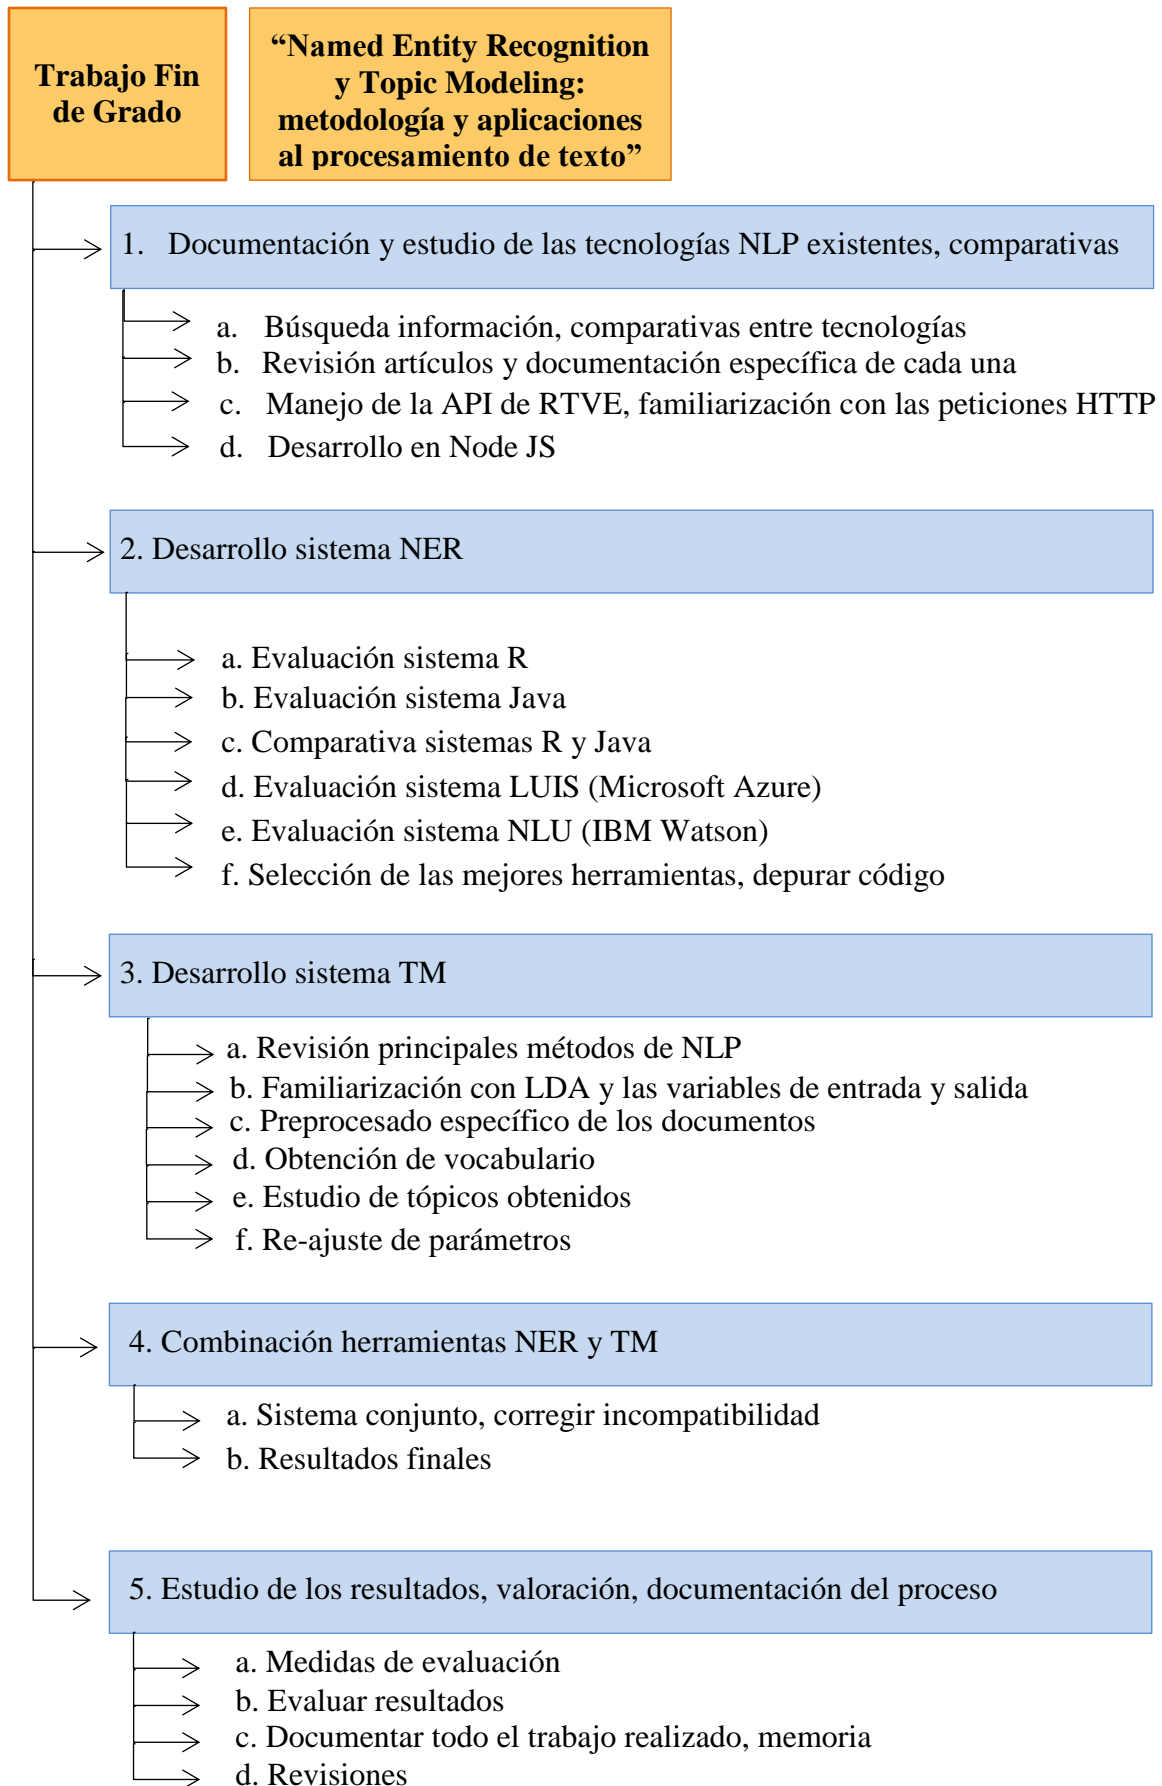 Trabajo Fin
de Grado
“Named Entity Recognition
y Topic Modeling:
metodología y aplicaciones
al procesamiento de texto”
1. Documentación y estudio de las tecnologías NLP existentes, comparativas
a. Búsqueda información, comparativas entre tecnologías
b. Revisión artículos y documentación específica de cada una
c. Manejo de la API de RTVE, familiarización con las peticiones HTTP
d. Desarrollo en Node JS
2. Desarrollo sistema NER
a. Evaluación sistema R
b. Evaluación sistema Java
c. Comparativa sistemas R y Java
d. Evaluación sistema LUIS (Microsoft Azure)
e. Evaluación sistema NLU (IBM Watson)
f. Selección de las mejores herramientas, depurar código
3. Desarrollo sistema TM
a. Revisión principales métodos de NLP
b. Familiarización con LDA y las variables de entrada y salida
c. Preprocesado específico de los documentos
d. Obtención de vocabulario
e. Estudio de tópicos obtenidos
f. Re-ajuste de parámetros
4. Combinación herramientas NER y TM
a. Sistema conjunto, corregir incompatibilidad
b. Resultados finales
5. Estudio de los resultados, valoración, documentación del proceso
a. Medidas de evaluación
b. Evaluar resultados
c. Documentar todo el trabajo realizado, memoria
d. Revisiones